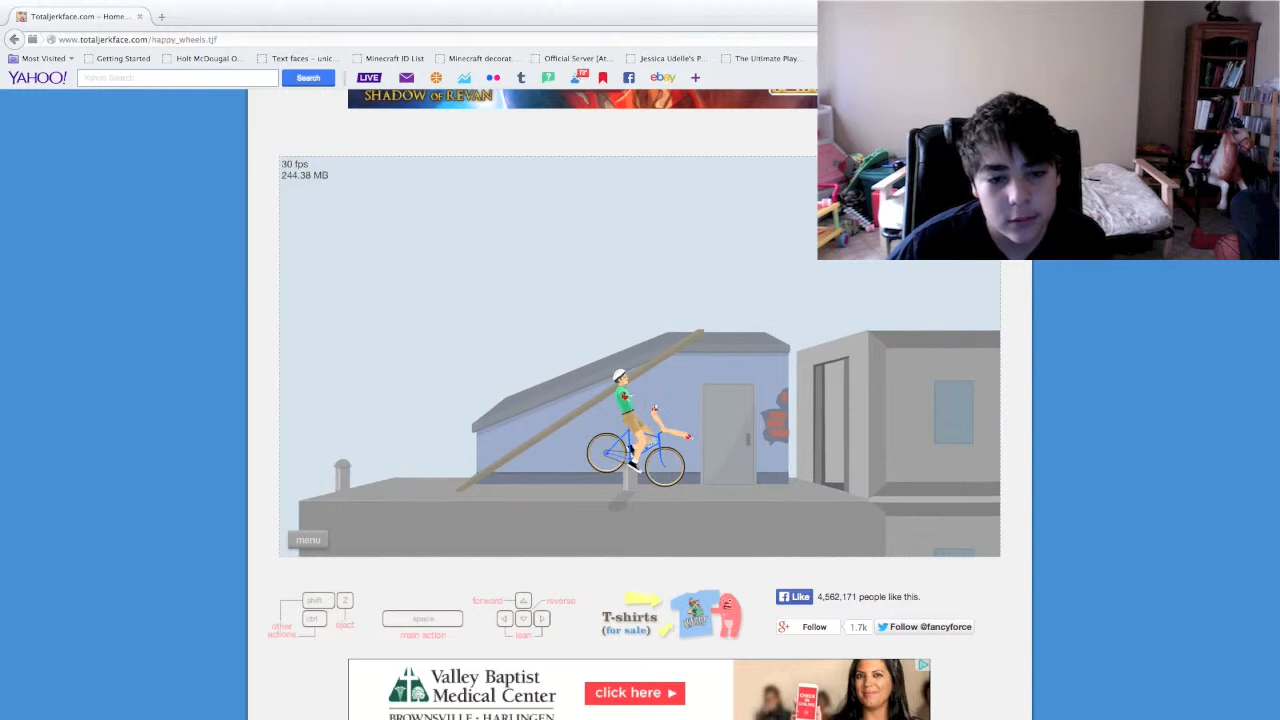 Totaljerkface.com – Home...
www.totaljerkface.com/happy_wheels.tjf
Most Visited Getting Started Holt McDougal O... Text faces – unic... Minecraft ID List Minecraft decorat... Official Server [At... Jessica Udelle's P... The Ultimate Play...
YAHOO! Yahoo Search Search LIVE ebay
SHADOW OF REVAN
30 fps
244.38 MB
menu
shift Z
ctrl
other actions
eject
space
main action
forward
reverse
lean
T-shirts
(for sale)
Like 4,562,171 people like this.
Follow 1.7k Follow @fancyforce
Valley Baptist
Medical Center
BROWNSVILLE · HARLINGEN
click here